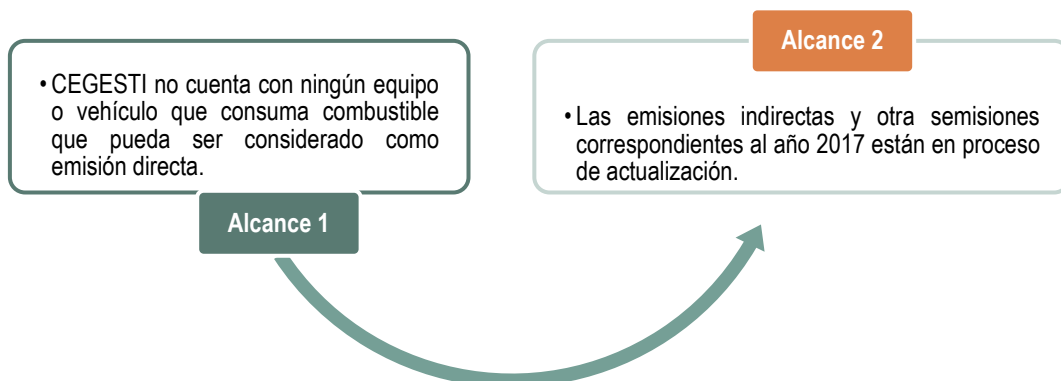 • CEGESTI no cuenta con ningún equipo
o vehículo que consuma combustible
que pueda ser considerado como
emisión directa.
Alcance 1
Alcance 2
• Las emisiones indirectas y otra semisiones
correspondientes al año 2017 están en proceso
de actualización.